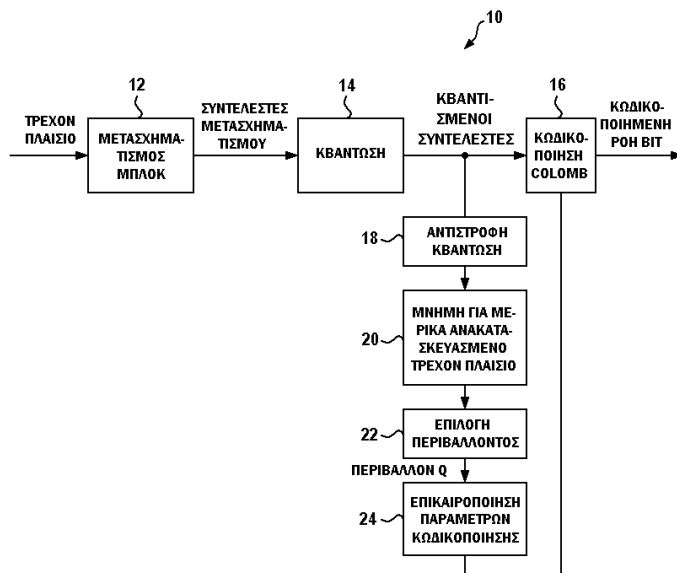 10
12
14
16
ΤΡΕΧΟΝ
ΠΛΑΙΣΙΟ
ΜΕΤΑΣΧΗΜΑ-
ΤΙΣΜΟΣ
ΜΠΛΟΚ
ΣΥΝΤΕΛΕΣΤΕΣ
ΜΕΤΑΣΧΗΜΑ-
ΤΙΣΜΟΥ
ΚΒΑΝΤΩΣΗ
ΚΒΑΝΤΙ-
ΣΜΕΝΟΙ
ΣΥΝΤΕΛΕΣΤΕΣ
ΚΩΔΙΚΟ-
ΠΟΙΗΣΗ
COLOMB
ΚΩΔΙΚΟ-
ΠΟΙΗΜΕΝΗ
ΡΟΗ BIT
18
ΑΝΤΙΣΤΡΟΦΗ
ΚΒΑΝΤΩΣΗ
20
ΜΝΗΜΗ ΓΙΑ ΜΕ-
ΡΙΚΑ ΑΝΑΚΑΤΑ-
ΣΚΕΥΑΣΜΕΝΟ
ΤΡΕΧΟΝ ΠΛΑΙΣΙΟ
22
ΕΠΙΛΟΓΗ
ΠΕΡΙΒΑΛΛΟΝΤΟΣ
ΠΕΡΙΒΑΛΛΟΝ Q
24
ΕΠΙΚΑΙΡΟΠΟΙΗΣΗ
ΠΑΡΑΜΕΤΡΩΝ
ΚΩΔΙΚΟΠΟΙΗΣΗΣ